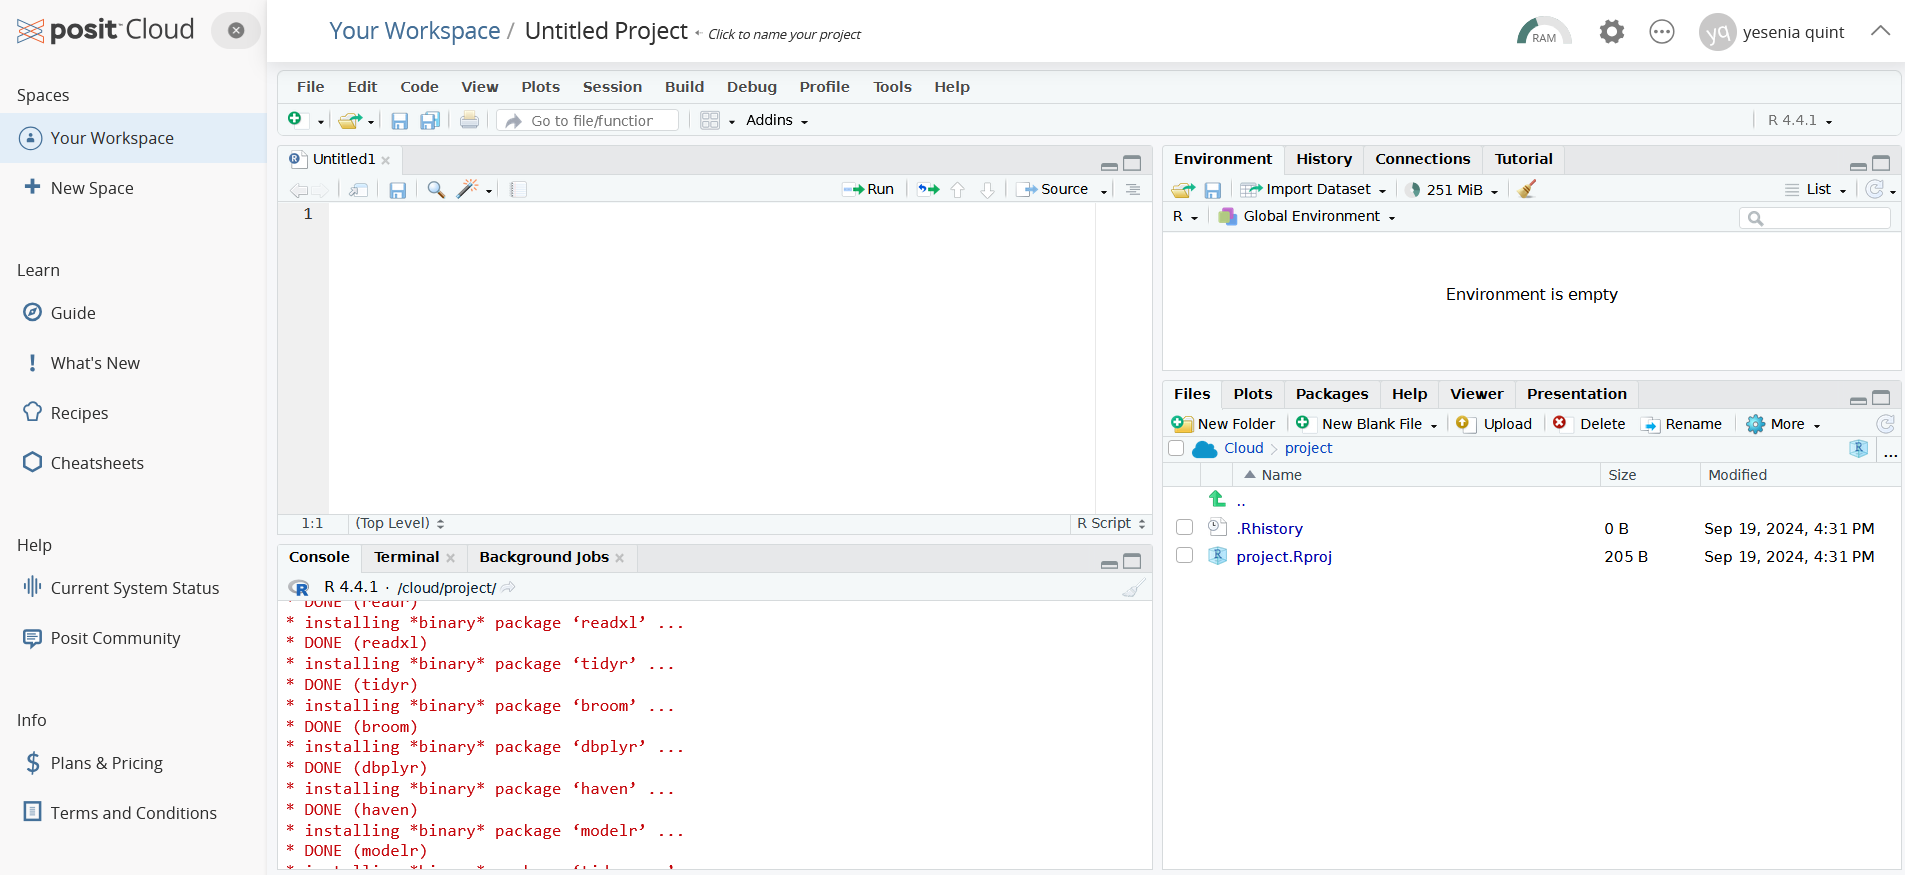 posit Cloud
Your Workspace / Untitled Project Click to name your project
RAM
yq yesenia quint
Spaces
Your Workspace
New Space
Learn
Guide
What's New
Recipes
Cheatsheets
Help
Current System Status
Posit Community
Info
Plans & Pricing
Terms and Conditions
File Edit Code View Plots Session Build Debug Profile Tools Help
Go to file/function
Addins
R 4.4.1
Untitled1
Run Source
1
1:1 (Top Level) R Script
Console Terminal Background Jobs
R 4.4.1 · /cloud/project/
* DONE (readr)
* installing *binary* package ‘readxl’ ...
* DONE (readxl)
* installing *binary* package ‘tidyr’ ...
* DONE (tidyr)
* installing *binary* package ‘broom’ ...
* DONE (broom)
* installing *binary* package ‘dbplyr’ ...
* DONE (dbplyr)
* installing *binary* package ‘haven’ ...
* DONE (haven)
* installing *binary* package ‘modelr’ ...
* DONE (modelr)
Environment History Connections Tutorial
Import Dataset 251 MiB List
R Global Environment
Environment is empty
Files Plots Packages Help Viewer Presentation
New Folder New Blank File Upload Delete Rename More
Cloud project ...
Name Size Modified
..
.Rhistory 0 B Sep 19, 2024, 4:31 PM
project.Rproj 205 B Sep 19, 2024, 4:31 PM